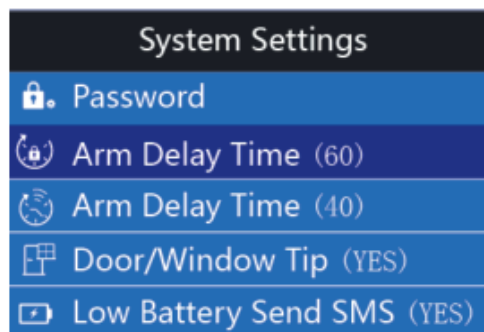 System Settings
Password
Arm Delay Time (60)
Arm Delay Time (40)
Door/Window Tip (YES)
Low Battery Send SMS (YES)